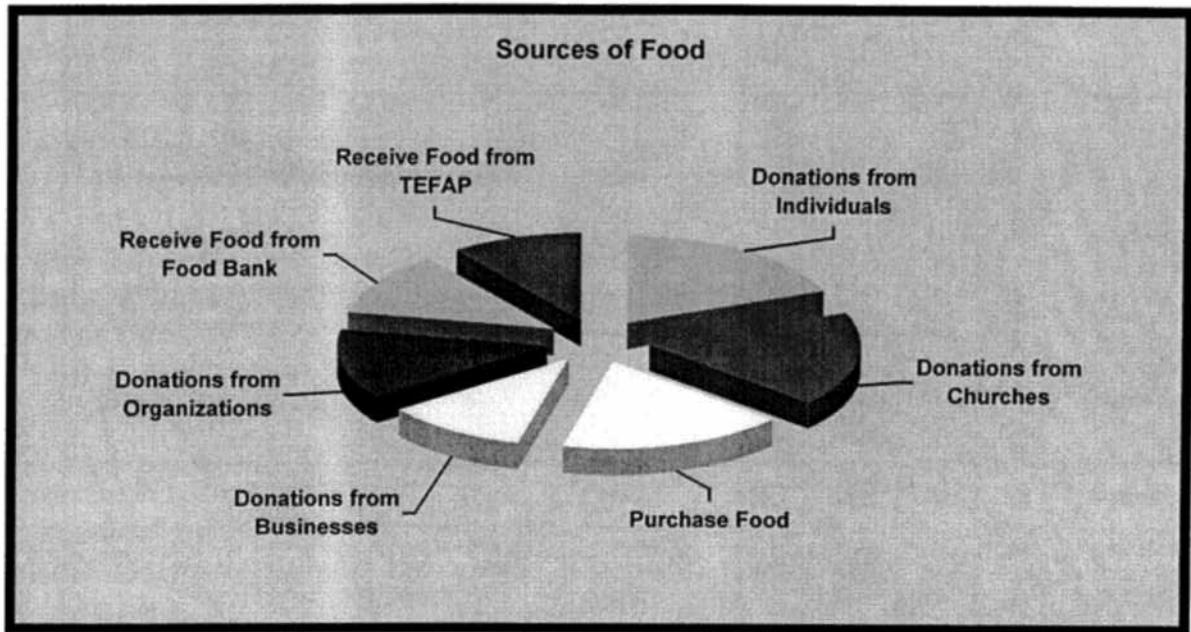 Sources of Food
Receive Food from
TEFAP
Donations from
Individuals
Receive Food from
Food Bank
Donations from
Organizations
Donations from
Churches
Donations from
Businesses
Purchase Food